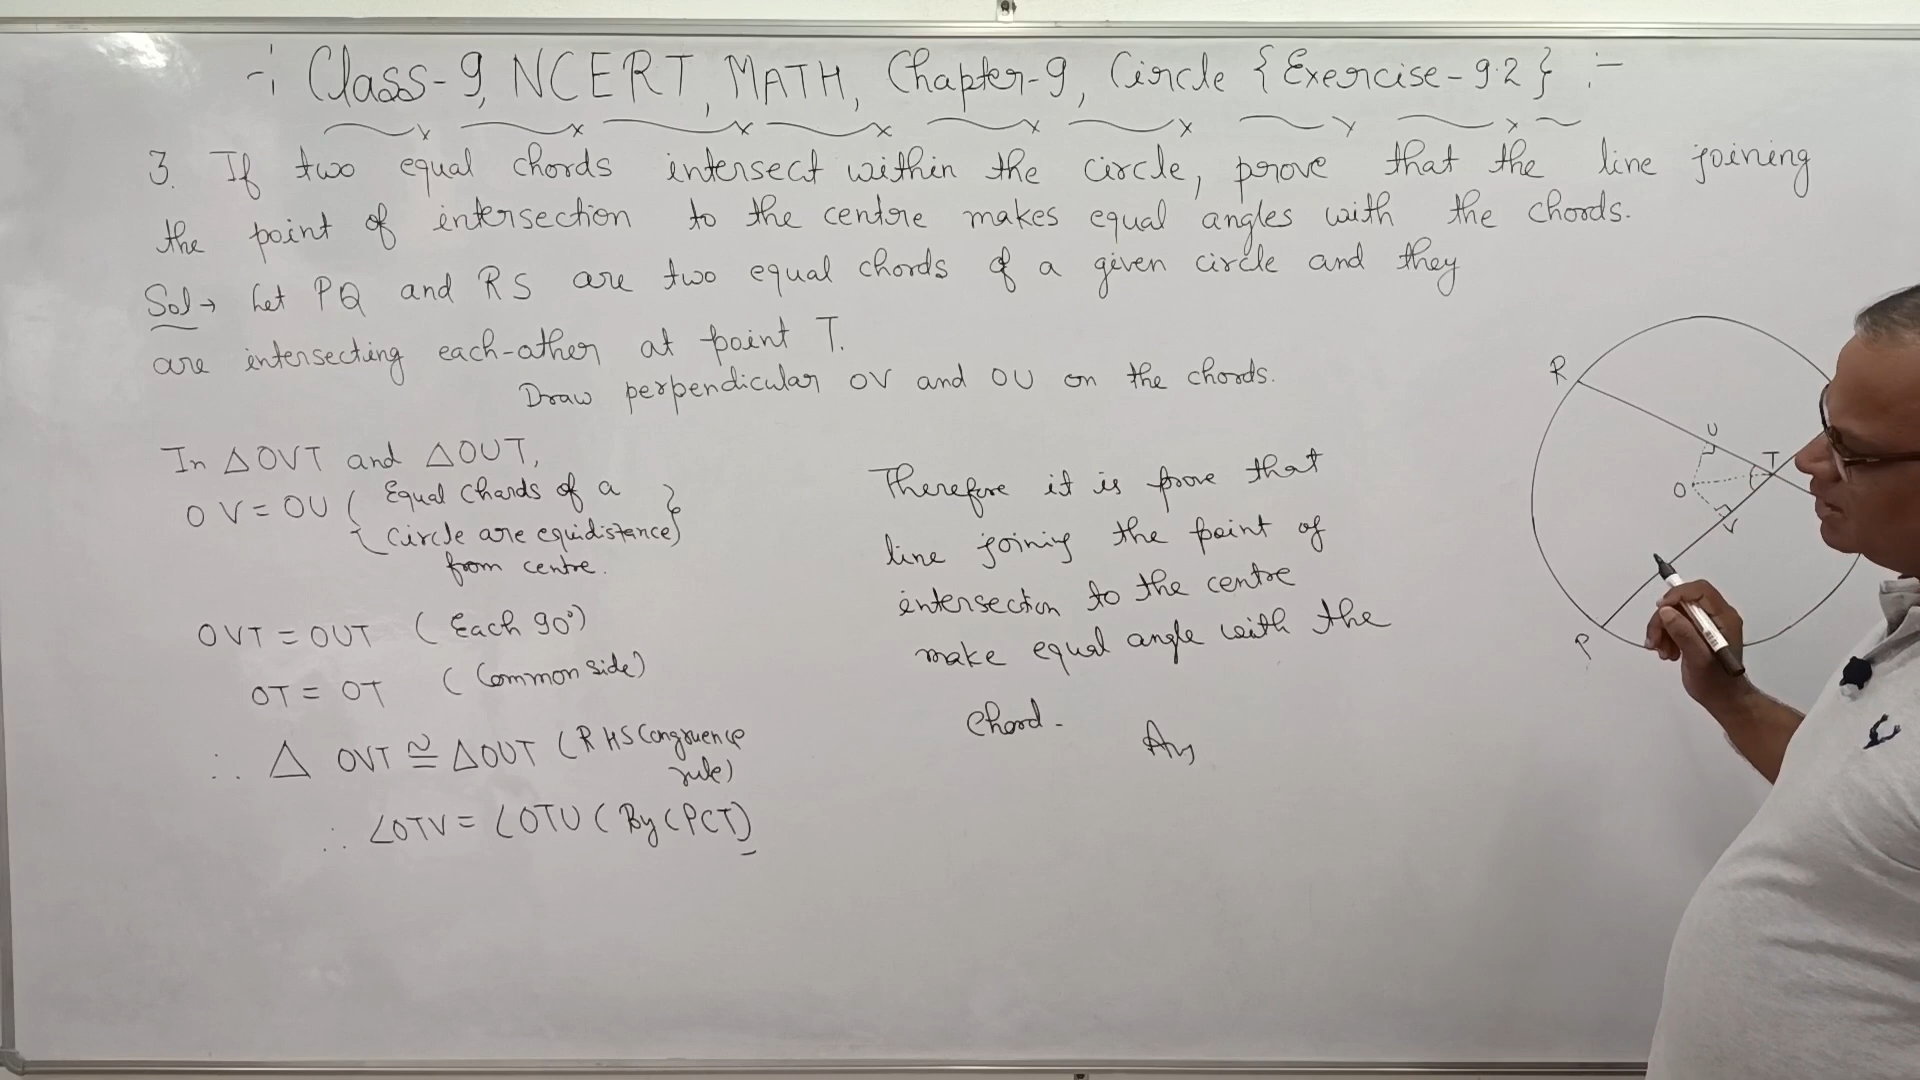 -: Class-9, NCERT, MATH, Chapter-9, Circle {Exercise-9.2} :-
3. If two equal chords intersect within the circle, prove that the line joining
the point of intersection to the centre makes equal angles with the chords.
Sol→ Let PQ and RS are two equal chords of a given circle and they
are intersecting each-other at point T.
Draw perpendicular OV and OU on the chords.
In △OVT and △OUT,
OV = OU { Equal Chards of a
circle are equidistance }
from centre.
OVT = OUT ( Each 90°)
OT = OT ( Common side)
∴ △ OVT ≅ △OUT (RHS Congruence
rule)
∴ ∠OTV = ∠OTU ( By CPCT)
Therefore it is prove that
line joining the point of
intersection to the centre
make equal angle with the
chord -
Ans
R
U
T
O
V
P